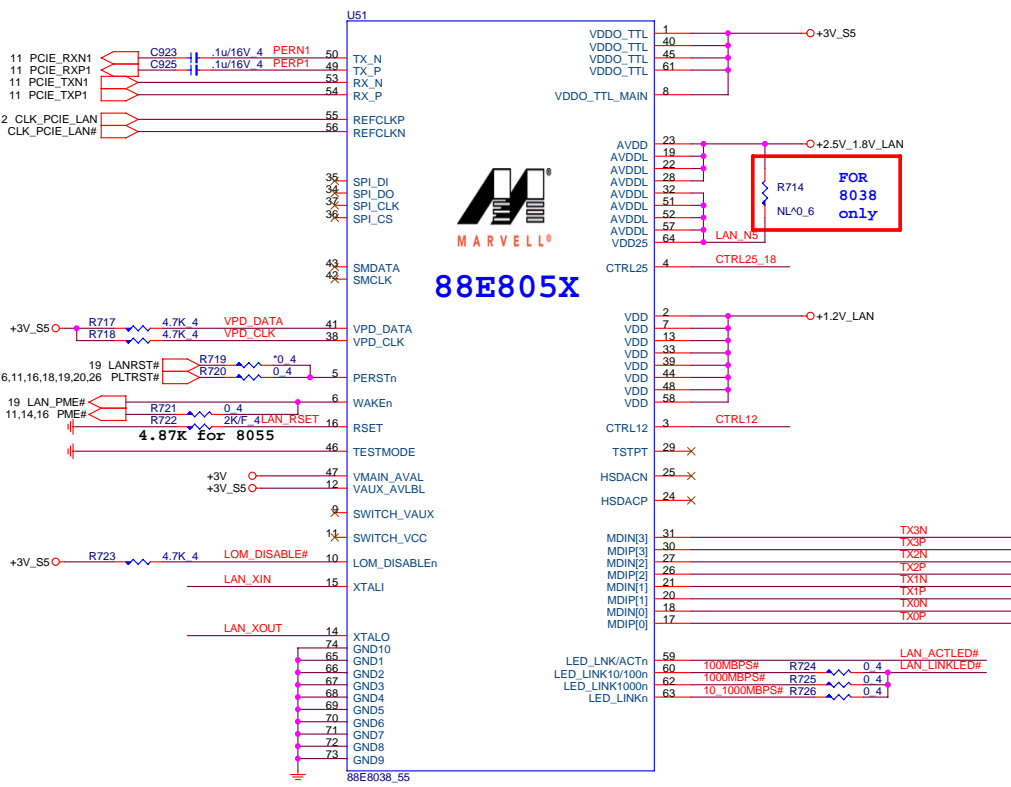 U51
11 PCIE_RXN1 C923 .1u/16V_4 PERN1 50 TX_N
11 PCIE_RXP1 C925 .1u/16V_4 PERP1 49 TX_P
11 PCIE_TXN1 53 RX_N
11 PCIE_TXP1 54 RX_P
2 CLK_PCIE_LAN 55 REFCLKP
CLK_PCIE_LAN# 56 REFCLKN
35 SPI_DI
34 SPI_DO
37 SPI_CLK
36 SPI_CS
43 SMDATA
42 SMCLK
+3V_S5 R717 4.7K_4 VPD_DATA 41 VPD_DATA
R718 4.7K_4 VPD_CLK 38 VPD_CLK
19 LANRST# R719 *0_4
6,11,16,18,19,20,26 PLTRST# R720 0_4 5 PERSTn
19 LAN_PME# 6 WAKEn
11,14,16 PME# R721 0_4
R722 2K/F_4 LAN_RSET 16 RSET
4.87K for 8055
46 TESTMODE
+3V 47 VMAIN_AVAL
+3V_S5 12 VAUX_AVLBL
9 SWITCH_VAUX
11 SWITCH_VCC
+3V_S5 R723 4.7K_4 LOM_DISABLE# 10 LOM_DISABLEn
LAN_XIN 15 XTALI
LAN_XOUT 14 XTALO
74 GND10
65 GND1
66 GND2
67 GND3
68 GND4
69 GND5
70 GND6
71 GND7
72 GND8
73 GND9
88E8038_55
MARVELL®
88E805X
VDDO_TTL 1 +3V_S5
VDDO_TTL 40
VDDO_TTL 45
VDDO_TTL 61
VDDO_TTL_MAIN 8
AVDD 23 +2.5V_1.8V_LAN
AVDDL 19
AVDDL 22
AVDDL 28
AVDDL 32
AVDDL 51
AVDDL 52
AVDDL 57
VDD25 64 LAN_N5
R714
NL^0_6
FOR
8038
only
CTRL25 4 CTRL25_18
VDD 2 +1.2V_LAN
VDD 7
VDD 13
VDD 33
VDD 39
VDD 44
VDD 48
VDD 58
CTRL12 3 CTRL12
TSTPT 29
HSDACN 25
HSDACP 24
MDIN[3] 31 TX3N
MDIP[3] 30 TX3P
MDIN[2] 27 TX2N
MDIP[2] 26 TX2P
MDIN[1] 21 TX1N
MDIP[1] 20 TX1P
MDIN[0] 18 TX0N
MDIP[0] 17 TX0P
LED_LNK/ACTn 59 LAN_ACTLED#
LED_LINK10/100n 60 100MBPS# R724 0_4 LAN_LINKLED#
LED_LINK1000n 62 1000MBPS# R725 0_4
LED_LINKn 63 10_1000MBPS# R726 0_4